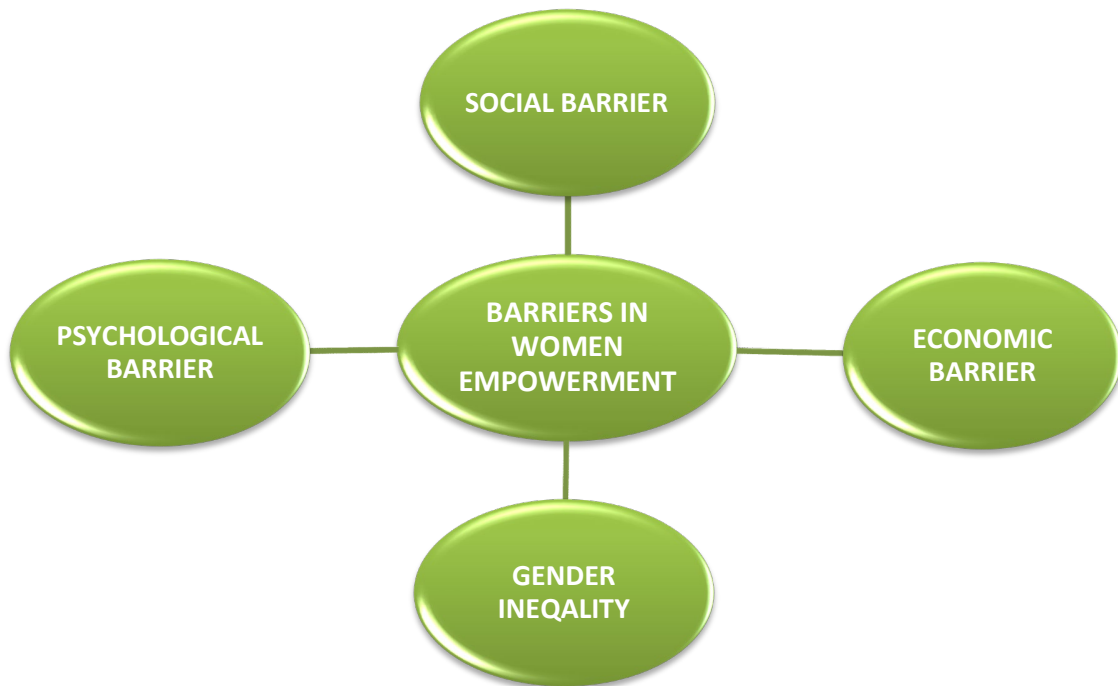 SOCIAL BARRIER
PSYCHOLOGICAL
BARRIER
BARRIERS IN
WOMEN
EMPOWERMENT
ECONOMIC
BARRIER
GENDER
INEQALITY